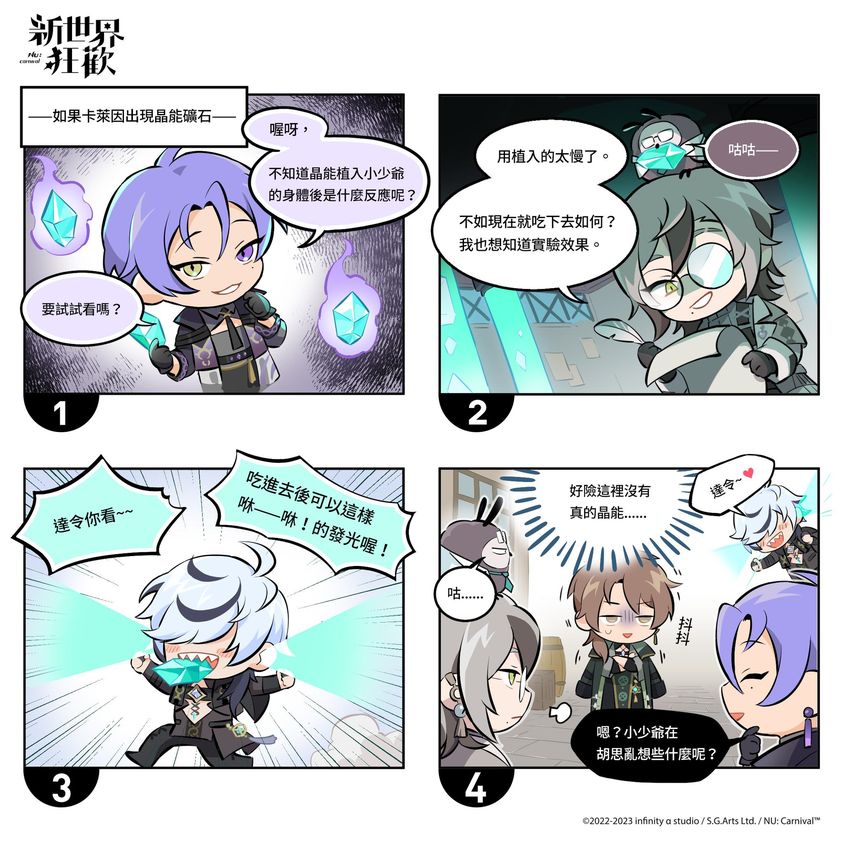 新世界
狂歡
NU:
carnival
——如果卡萊因出現晶能礦石——
喔呀，
不知道晶能植入小少爺
的身體後是什麼反應呢？
要試試看嗎？
1
用植入的太慢了。
咕咕——
不如現在就吃下去如何？
我也想知道實驗效果。
2
達令你看~~
吃進去後可以這樣
咻——咻！的發光喔！
3
好險這裡沒有
真的晶能……
達令~
咕……
抖
抖
嗯？小少爺在
胡思亂想些什麼呢？
4
©2022-2023 infinity α studio / S.G.Arts Ltd. / NU: Carnival™